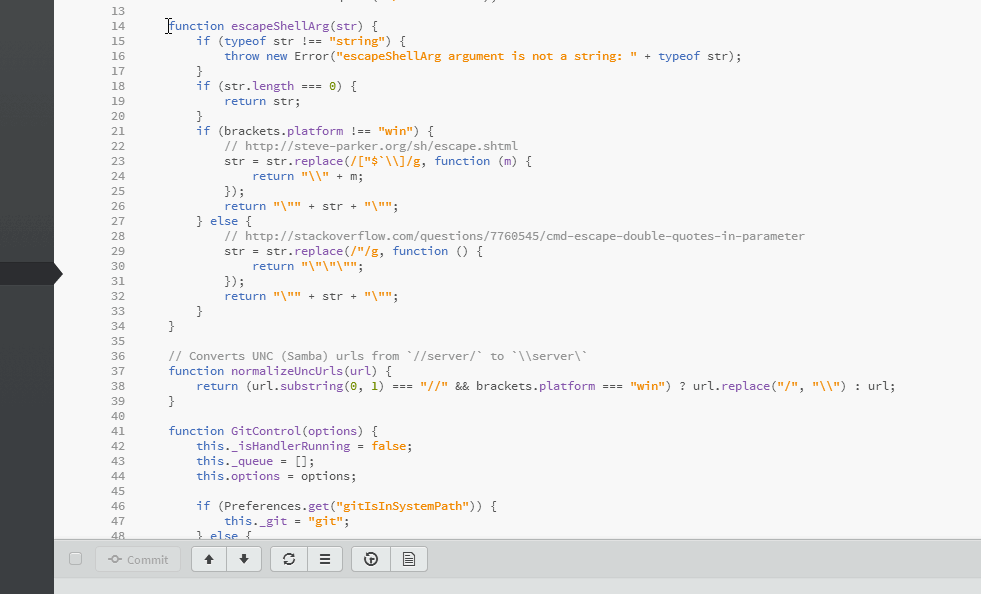 13
14 function escapeShellArg(str) {
15 if (typeof str !== "string") {
16 throw new Error("escapeShellArg argument is not a string: " + typeof str);
17 }
18 if (str.length === 0) {
19 return str;
20 }
21 if (brackets.platform !== "win") {
22 // http://steve-parker.org/sh/escape.shtml
23 str = str.replace(/["$`\\]/g, function (m) {
24 return "\\" + m;
25 });
26 return "\"" + str + "\"";
27 } else {
28 // http://stackoverflow.com/questions/7760545/cmd-escape-double-quotes-in-parameter
29 str = str.replace(/"/g, function () {
30 return "\"\"\"";
31 });
32 return "\"" + str + "\"";
33 }
34 }
35
36 // Converts UNC (Samba) urls from `//server/` to `\\server\`
37 function normalizeUncUrls(url) {
38 return (url.substring(0, 1) === "//" && brackets.platform === "win") ? url.replace("/", "\\") : url;
39 }
40
41 function GitControl(options) {
42 this._isHandlerRunning = false;
43 this._queue = [];
44 this.options = options;
45
46 if (Preferences.get("gitIsInSystemPath")) {
47 this._git = "git";
48 } else {
Commit